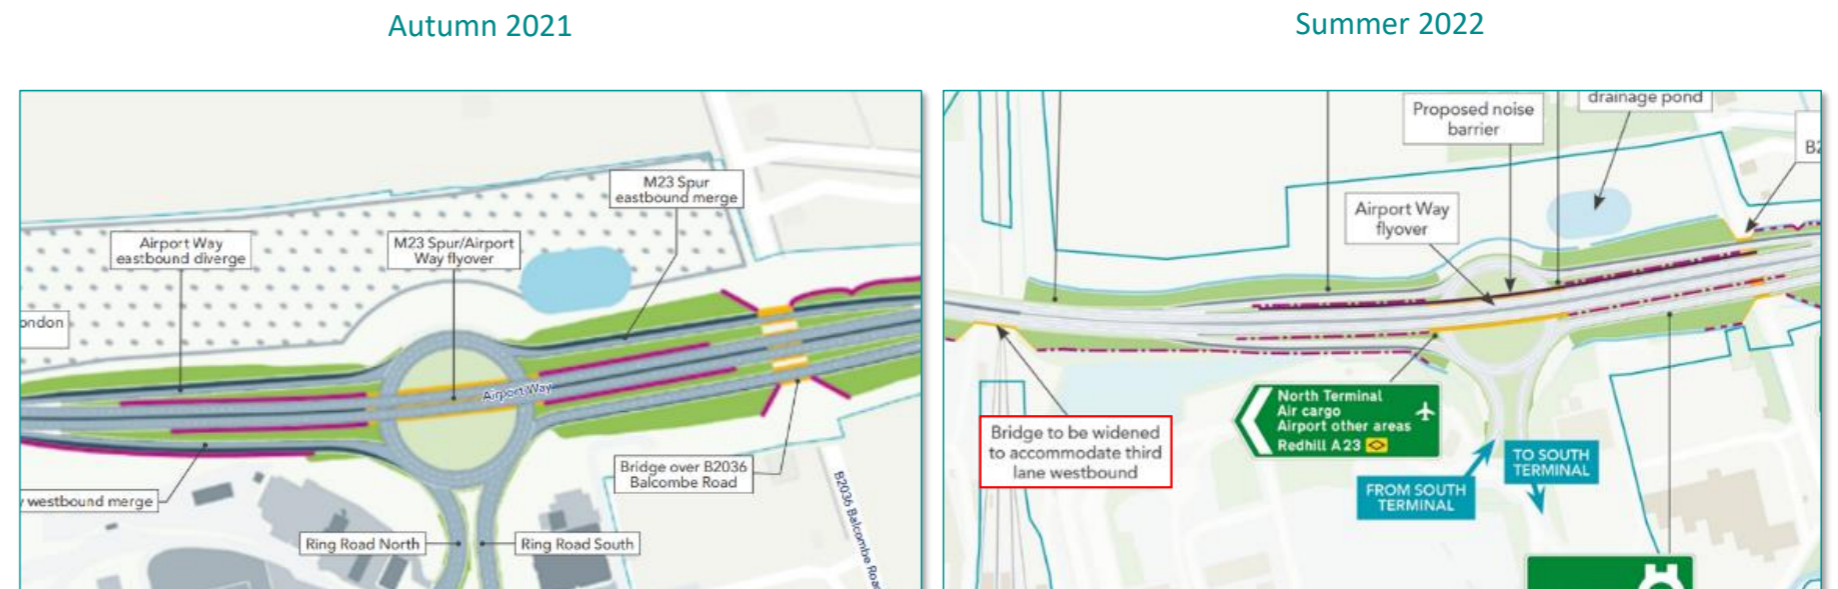 Autumn 2021
Summer 2022
M23 Spur
eastbound merge
Airport Way
eastbound diverge
M23 Spur/Airport
Way flyover
Airport Way
westbound merge
Bridge over B2036
Balcombe Road
B2036 Balcombe
Ring Road North
Ring Road South
Proposed noise
barrier
drainage pond
Airport Way
flyover
Bridge to be widened
to accommodate third
lane westbound
North Terminal
Air cargo
Airport other areas
Redhill A23
FROM SOUTH
TERMINAL
TO SOUTH
TERMINAL